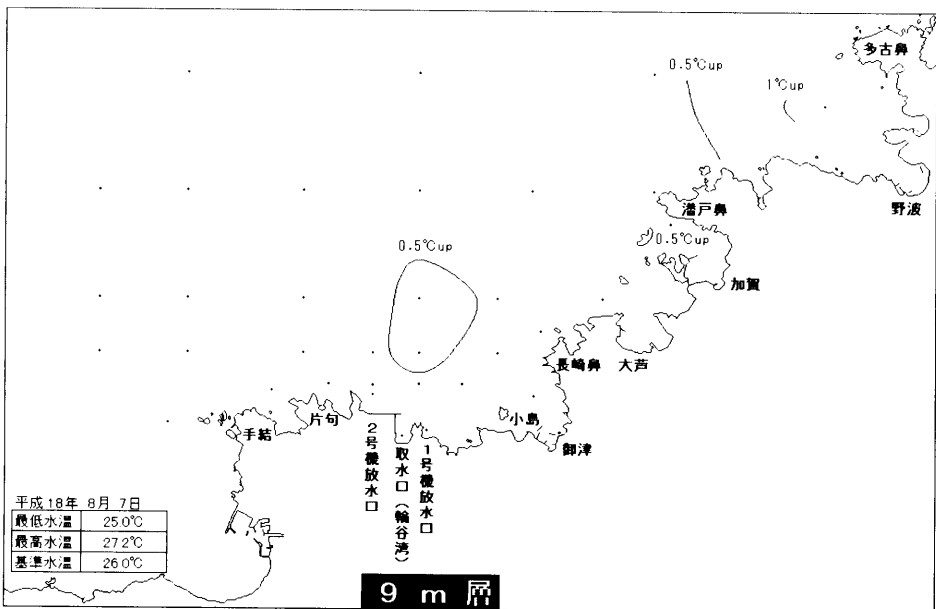 多古鼻
0.5℃up
1℃up
野波
潜戸鼻
0.5℃up
加賀
0.5℃up
長崎鼻
大芦
小島
御津
片句
手結
2号機放水口
取水口(輪谷湾)
1号機放水口
平成18年 8月 7日
最低水温 25.0℃
最高水温 27.2℃
基準水温 26.0℃
9 m 層